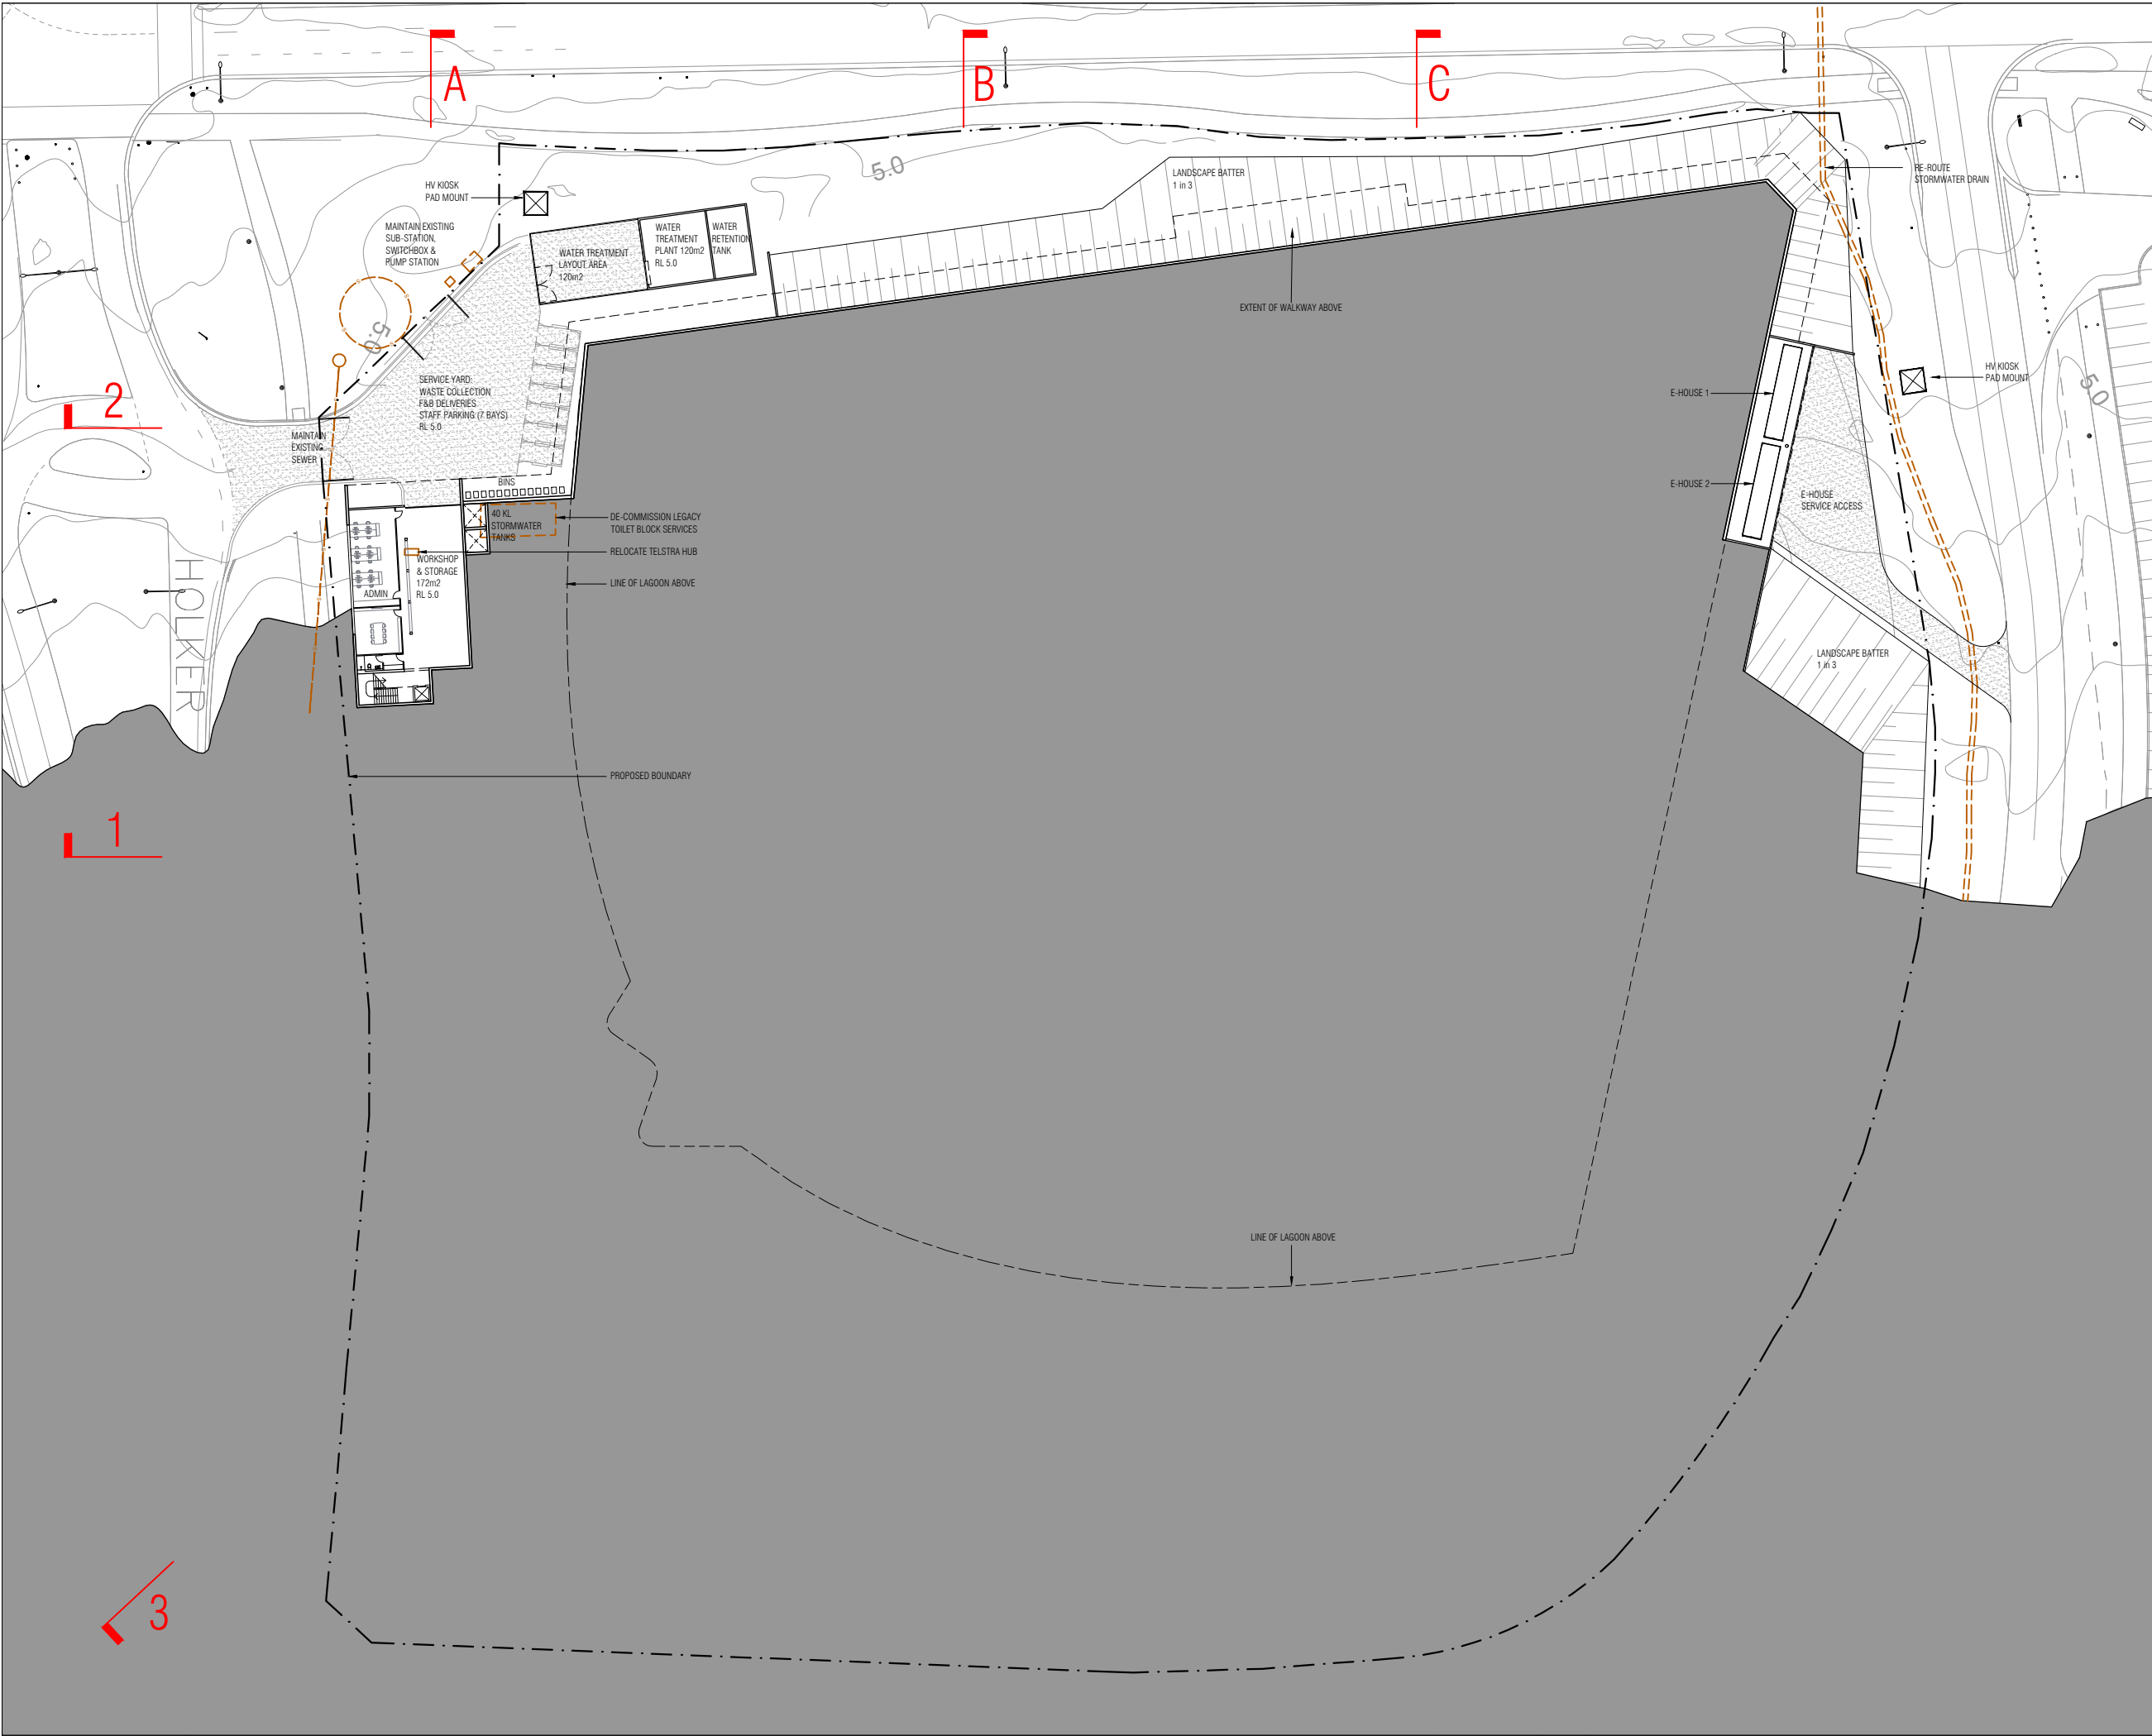 A
B
C
5.0
HV KIOSK
PAD MOUNT
LANDSCAPE BATTER
1 in 3
RE-ROUTE
STORMWATER DRAIN
MAINTAIN EXISTING
SUB-STATION,
SWITCHBOX &
PUMP STATION
WATER TREATMENT
LAYOUT AREA
120m2
WATER
TREATMENT
PLANT 120m2
RL 5.0
WATER
RETENTION
TANK
EXTENT OF WALKWAY ABOVE
5.0
SERVICE YARD:
WASTE COLLECTION
F&B DELIVERIES
STAFF PARKING (7 BAYS)
RL 5.0
HV KIOSK
PAD MOUNT
5.0
E-HOUSE 1
2
MAINTAIN
EXISTING
SEWER
BINS
E-HOUSE 2
E-HOUSE
SERVICE ACCESS
40 KL
STORMWATER
TANKS
DE-COMMISSION LEGACY
TOILET BLOCK SERVICES
RELOCATE TELSTRA HUB
WORKSHOP
& STORAGE
172m2
RL 5.0
LINE OF LAGOON ABOVE
ADMIN
HOLKER
LANDSCAPE BATTER
1 in 3
PROPOSED BOUNDARY
1
LINE OF LAGOON ABOVE
3